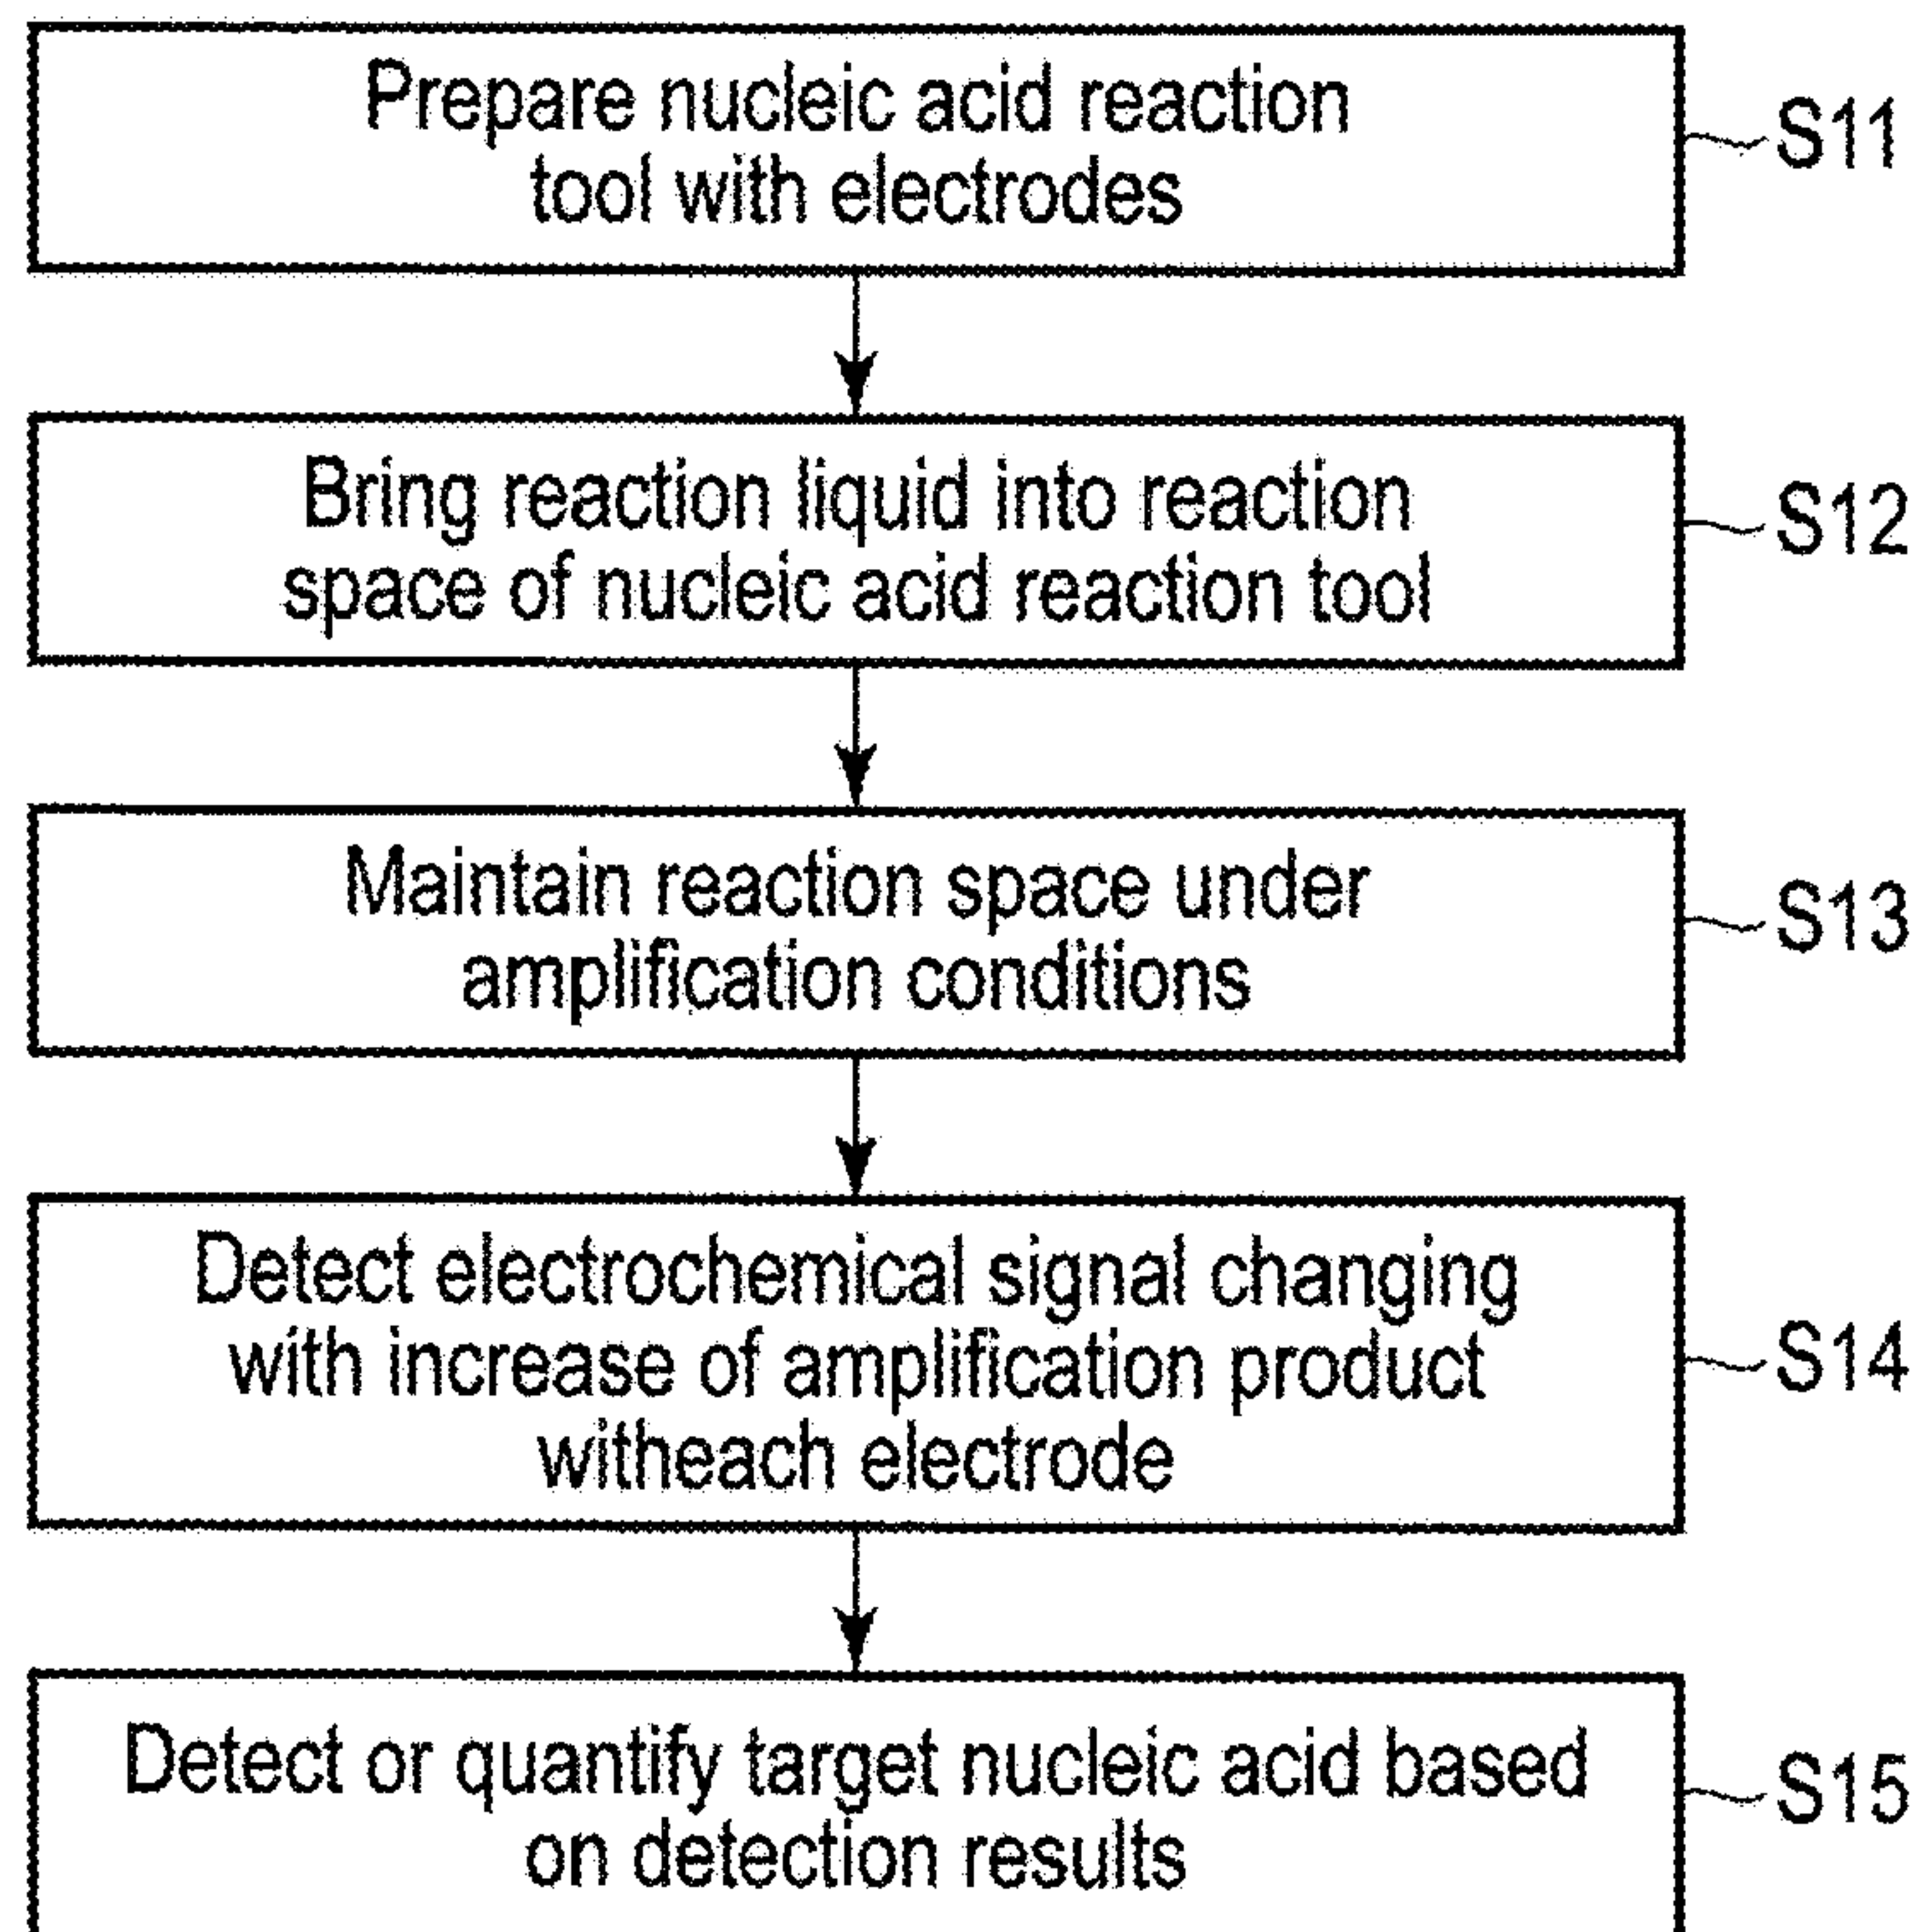 Prepare nucleic acid reaction
tool with electrodes
S11
Bring reaction liquid into reaction
space of nucleic acid reaction tool
S12
Maintain reaction space under
amplification conditions
S13
Detect electrochemical signal changing
with increase of amplification product
witheach electrode
S14
Detect or quantify target nucleic acid based
on detection results
S15